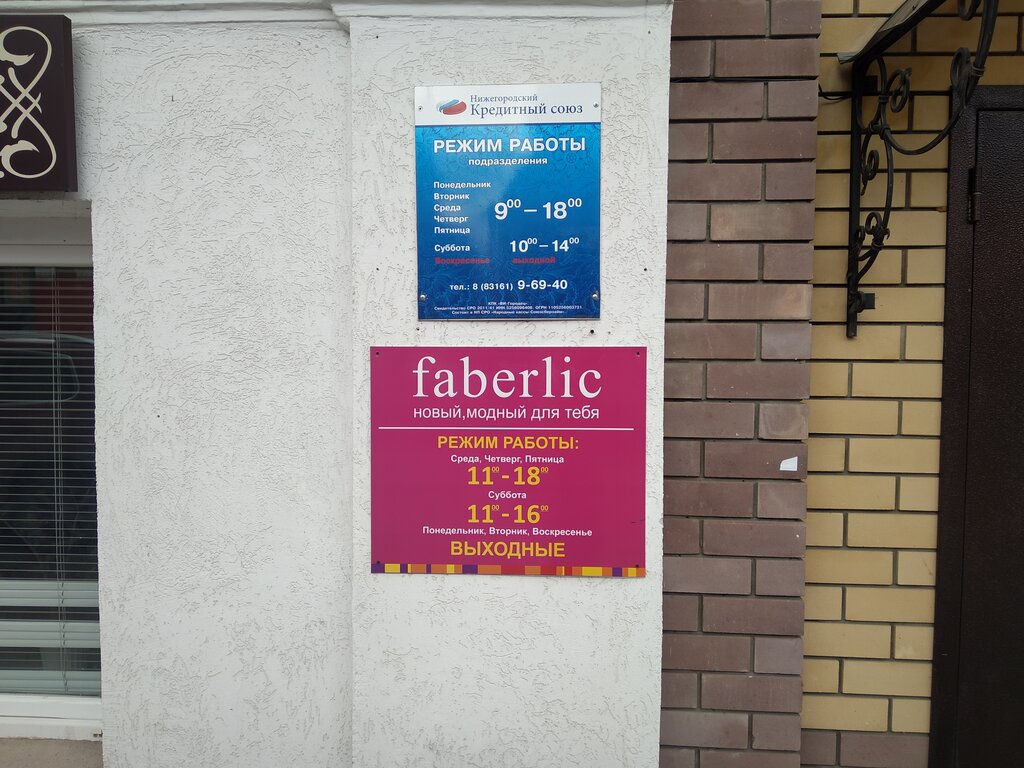 Нижегородский
Кредитный союз
РЕЖИМ РАБОТЫ
подразделения
Понедельник
Вторник
Среда
Четверг
Пятница
9⁰⁰ – 18⁰⁰
Суббота 10⁰⁰ – 14⁰⁰
Воскресенье выходной
тел.: 8 (83161) 9-69-40
faberlic
новый,модный для тебя
РЕЖИМ РАБОТЫ:
Среда, Четверг, Пятница
11⁰⁰-18⁰⁰
Суббота
11⁰⁰-16⁰⁰
Понедельник, Вторник, Воскресенье
ВЫХОДНЫЕ